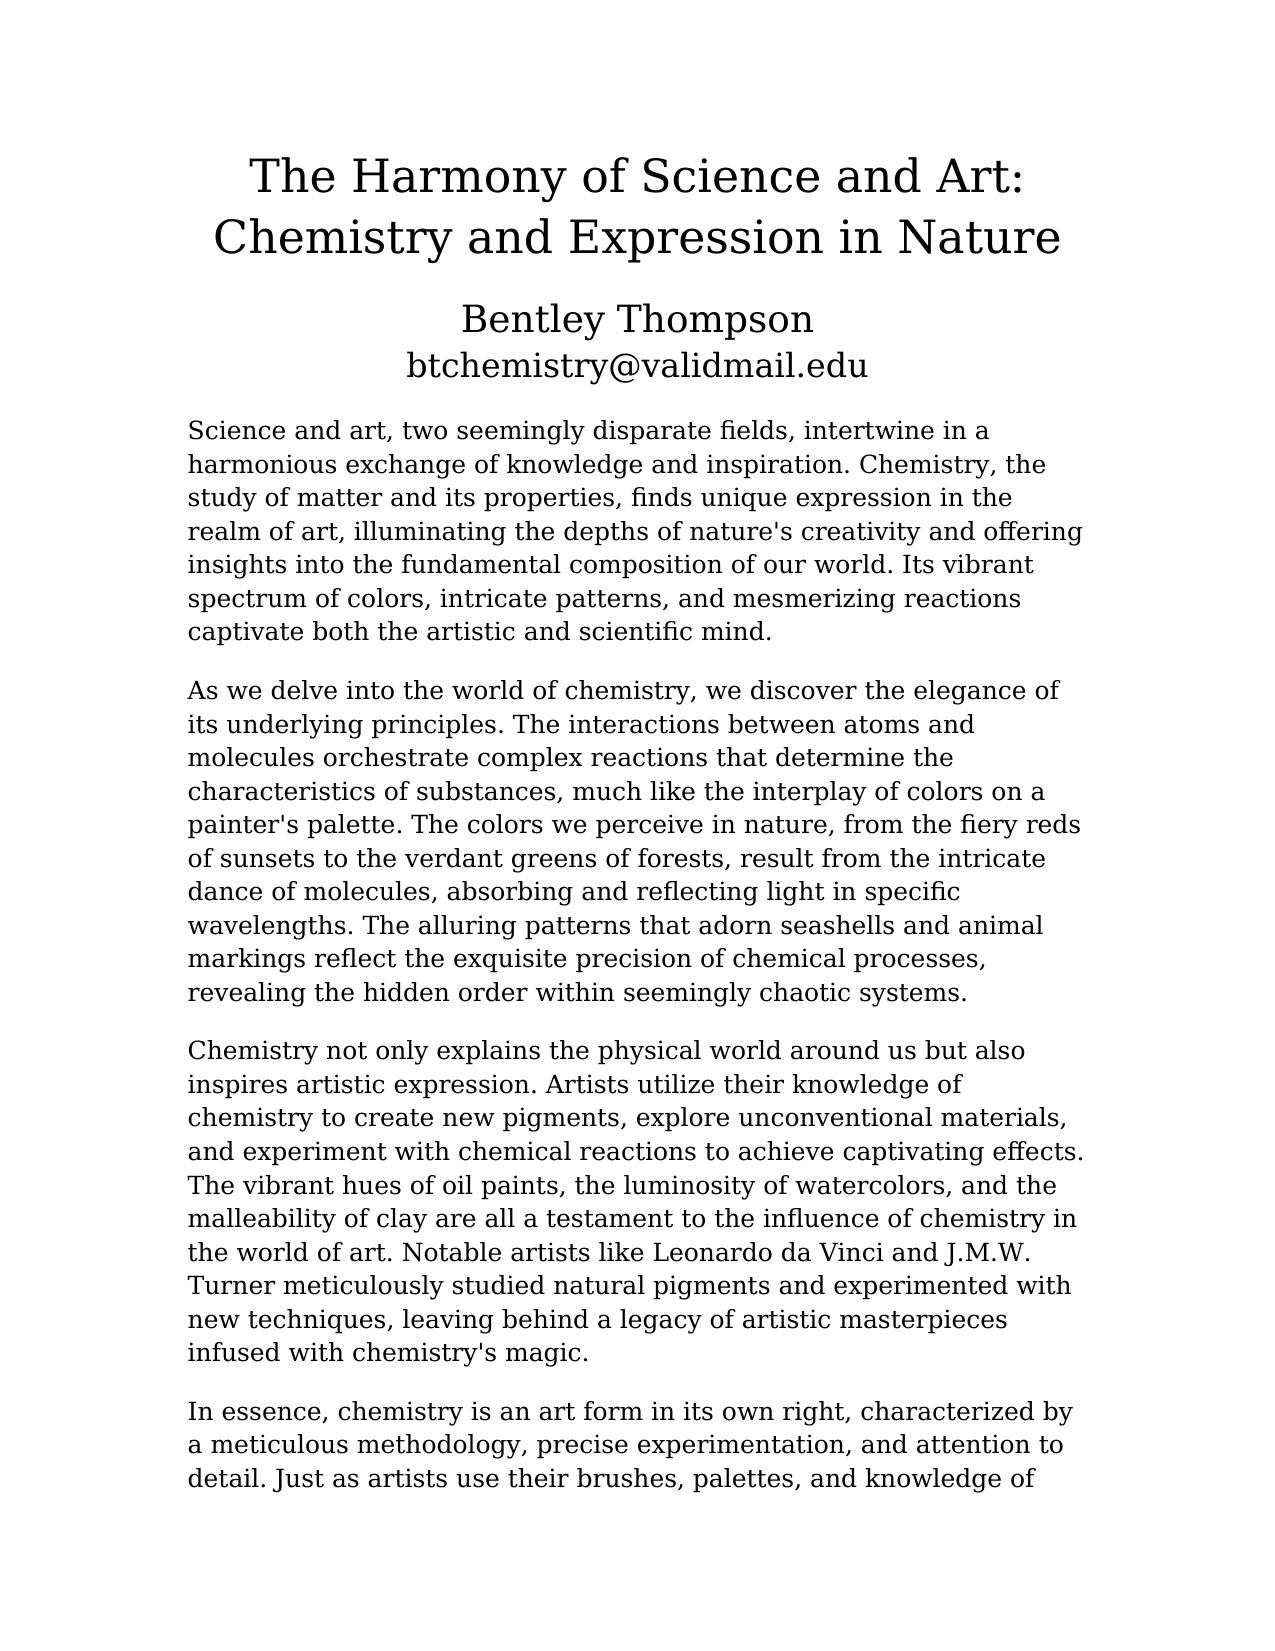 The Harmony of Science and Art:
Chemistry and Expression in Nature
Bentley Thompson
btchemistry@validmail.edu
Science and art, two seemingly disparate fields, intertwine in a
harmonious exchange of knowledge and inspiration. Chemistry, the
study of matter and its properties, finds unique expression in the
realm of art, illuminating the depths of nature's creativity and offering
insights into the fundamental composition of our world. Its vibrant
spectrum of colors, intricate patterns, and mesmerizing reactions
captivate both the artistic and scientific mind.
As we delve into the world of chemistry, we discover the elegance of
its underlying principles. The interactions between atoms and
molecules orchestrate complex reactions that determine the
characteristics of substances, much like the interplay of colors on a
painter's palette. The colors we perceive in nature, from the fiery reds
of sunsets to the verdant greens of forests, result from the intricate
dance of molecules, absorbing and reflecting light in specific
wavelengths. The alluring patterns that adorn seashells and animal
markings reflect the exquisite precision of chemical processes,
revealing the hidden order within seemingly chaotic systems.
Chemistry not only explains the physical world around us but also
inspires artistic expression. Artists utilize their knowledge of
chemistry to create new pigments, explore unconventional materials,
and experiment with chemical reactions to achieve captivating effects.
The vibrant hues of oil paints, the luminosity of watercolors, and the
malleability of clay are all a testament to the influence of chemistry in
the world of art. Notable artists like Leonardo da Vinci and J.M.W.
Turner meticulously studied natural pigments and experimented with
new techniques, leaving behind a legacy of artistic masterpieces
infused with chemistry's magic.
In essence, chemistry is an art form in its own right, characterized by
a meticulous methodology, precise experimentation, and attention to
detail. Just as artists use their brushes, palettes, and knowledge of